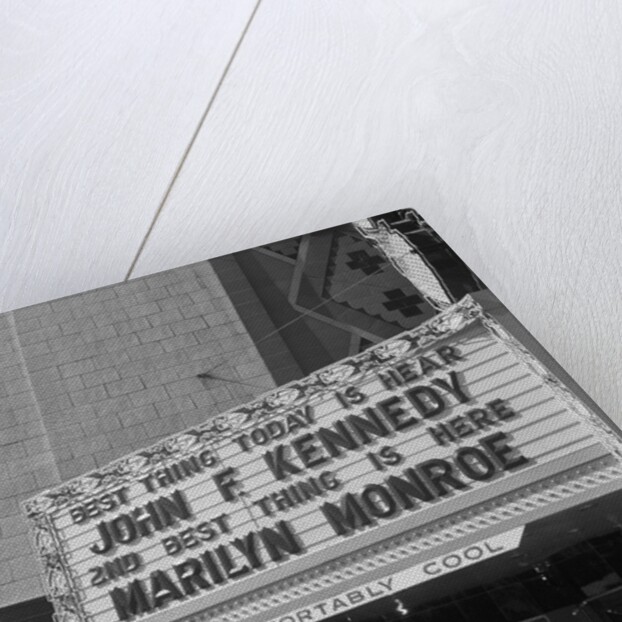 BEST THING TODAY IS HEAR
JOHN F. KENNEDY
2ND BEST THING IS HERE
MARILYN MONROE
COOL